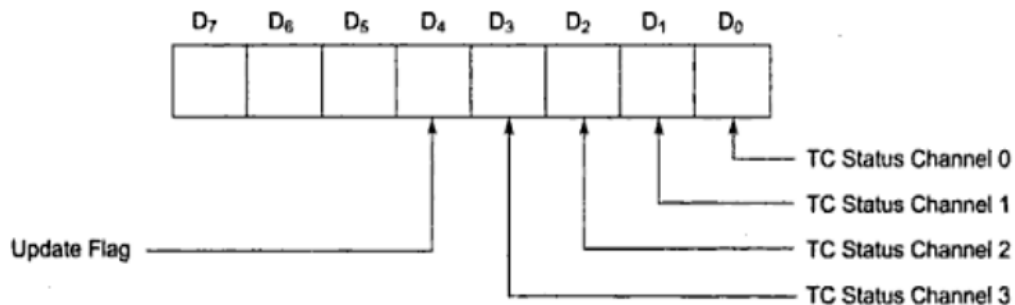 D₇ D₆ D₅ D₄ D₃ D₂ D₁ D₀
TC Status Channel 0
TC Status Channel 1
Update Flag TC Status Channel 2
TC Status Channel 3